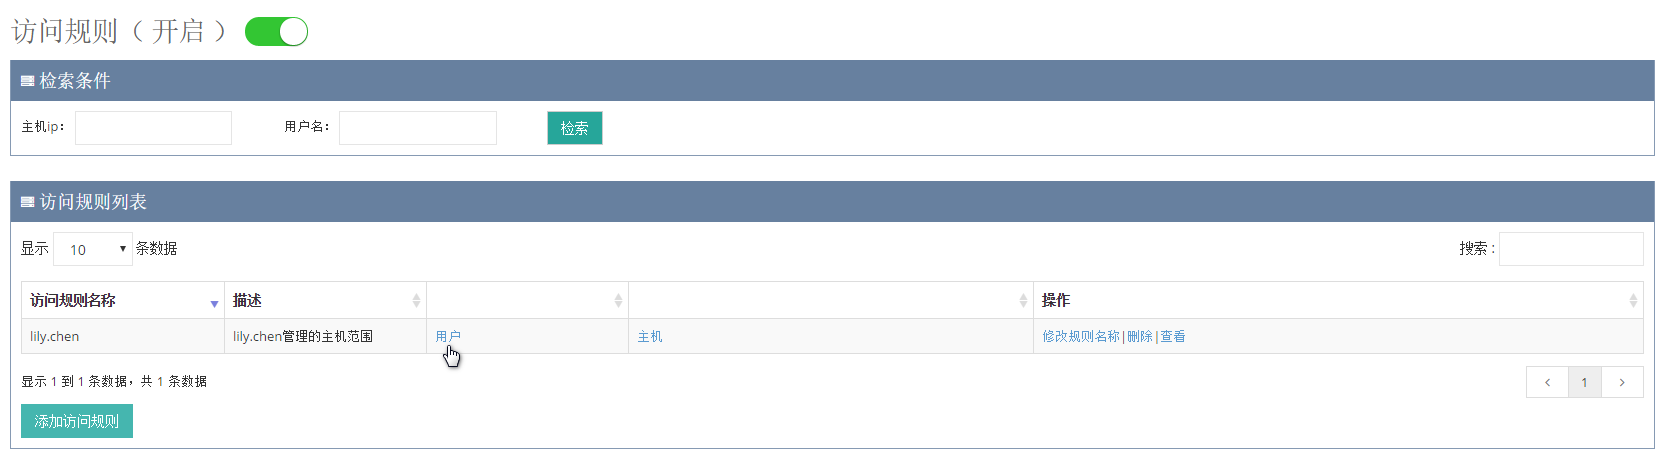 访问规则（ 开启 ）
检索条件
主机ip： 用户名： 检索
访问规则列表
显示 10 条数据 搜索 :
访问规则名称 描述 操作
lily.chen lily.chen管理的主机范围 用户 主机 修改规则名称|删除|查看
显示 1 到 1 条数据，共 1 条数据 1
添加访问规则